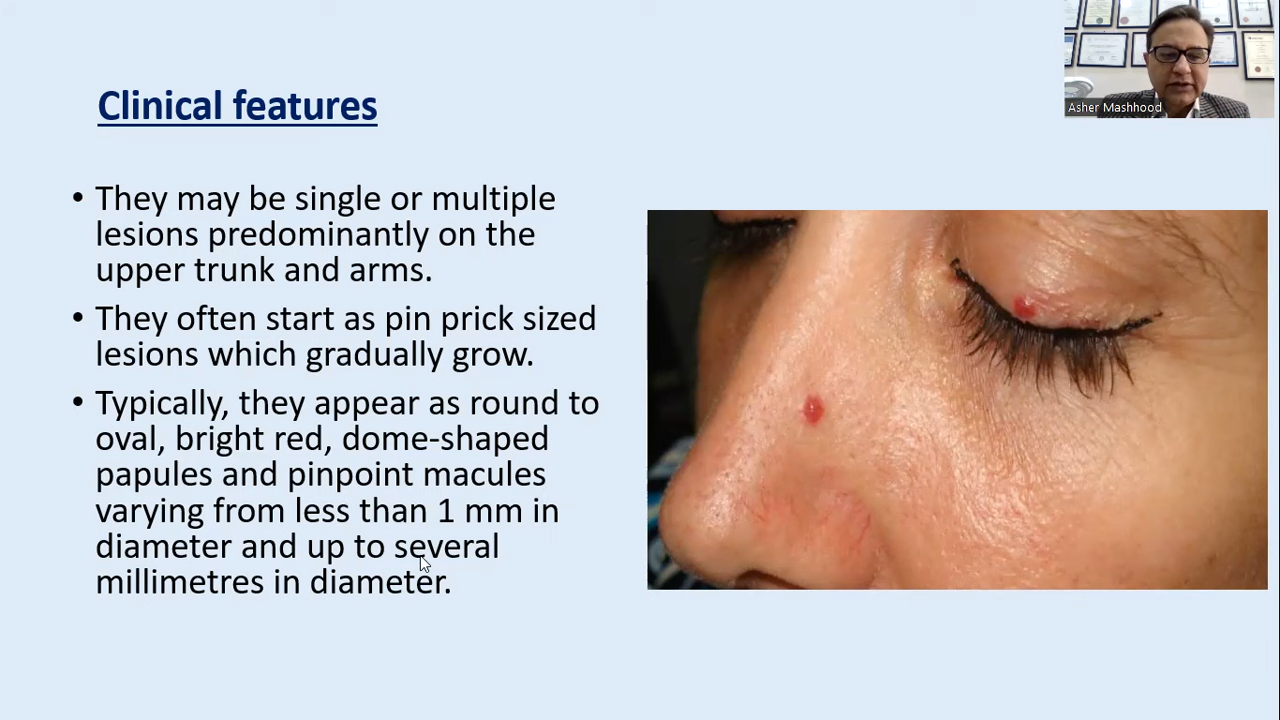 Asher Mashhood
Clinical features
• They may be single or multiple
lesions predominantly on the
upper trunk and arms.
• They often start as pin prick sized
lesions which gradually grow.
• Typically, they appear as round to
oval, bright red, dome-shaped
papules and pinpoint macules
varying from less than 1 mm in
diameter and up to several
millimetres in diameter.